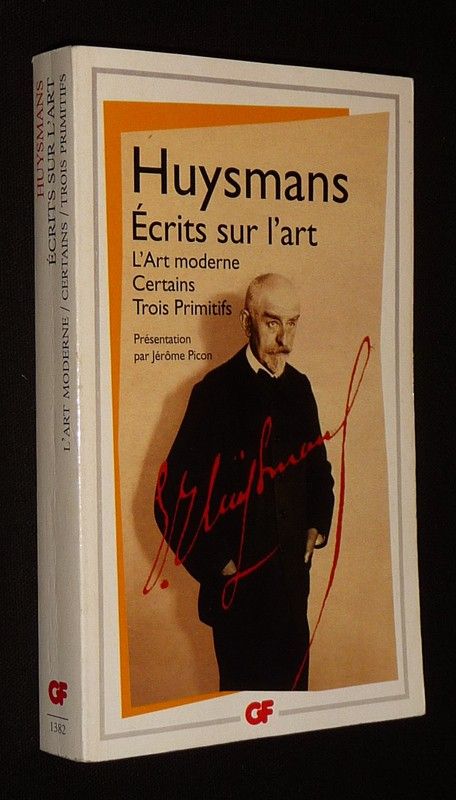 Huysmans
Écrits sur l'art
L'Art moderne
Certains
Trois Primitifs
Présentation
par Jérôme Picon
J. K. Huÿsmans
GF
HUYSMANS
ÉCRITS SUR L'ART
L'ART MODERNE / CERTAINS / TROIS PRIMITIFS
GF
1382